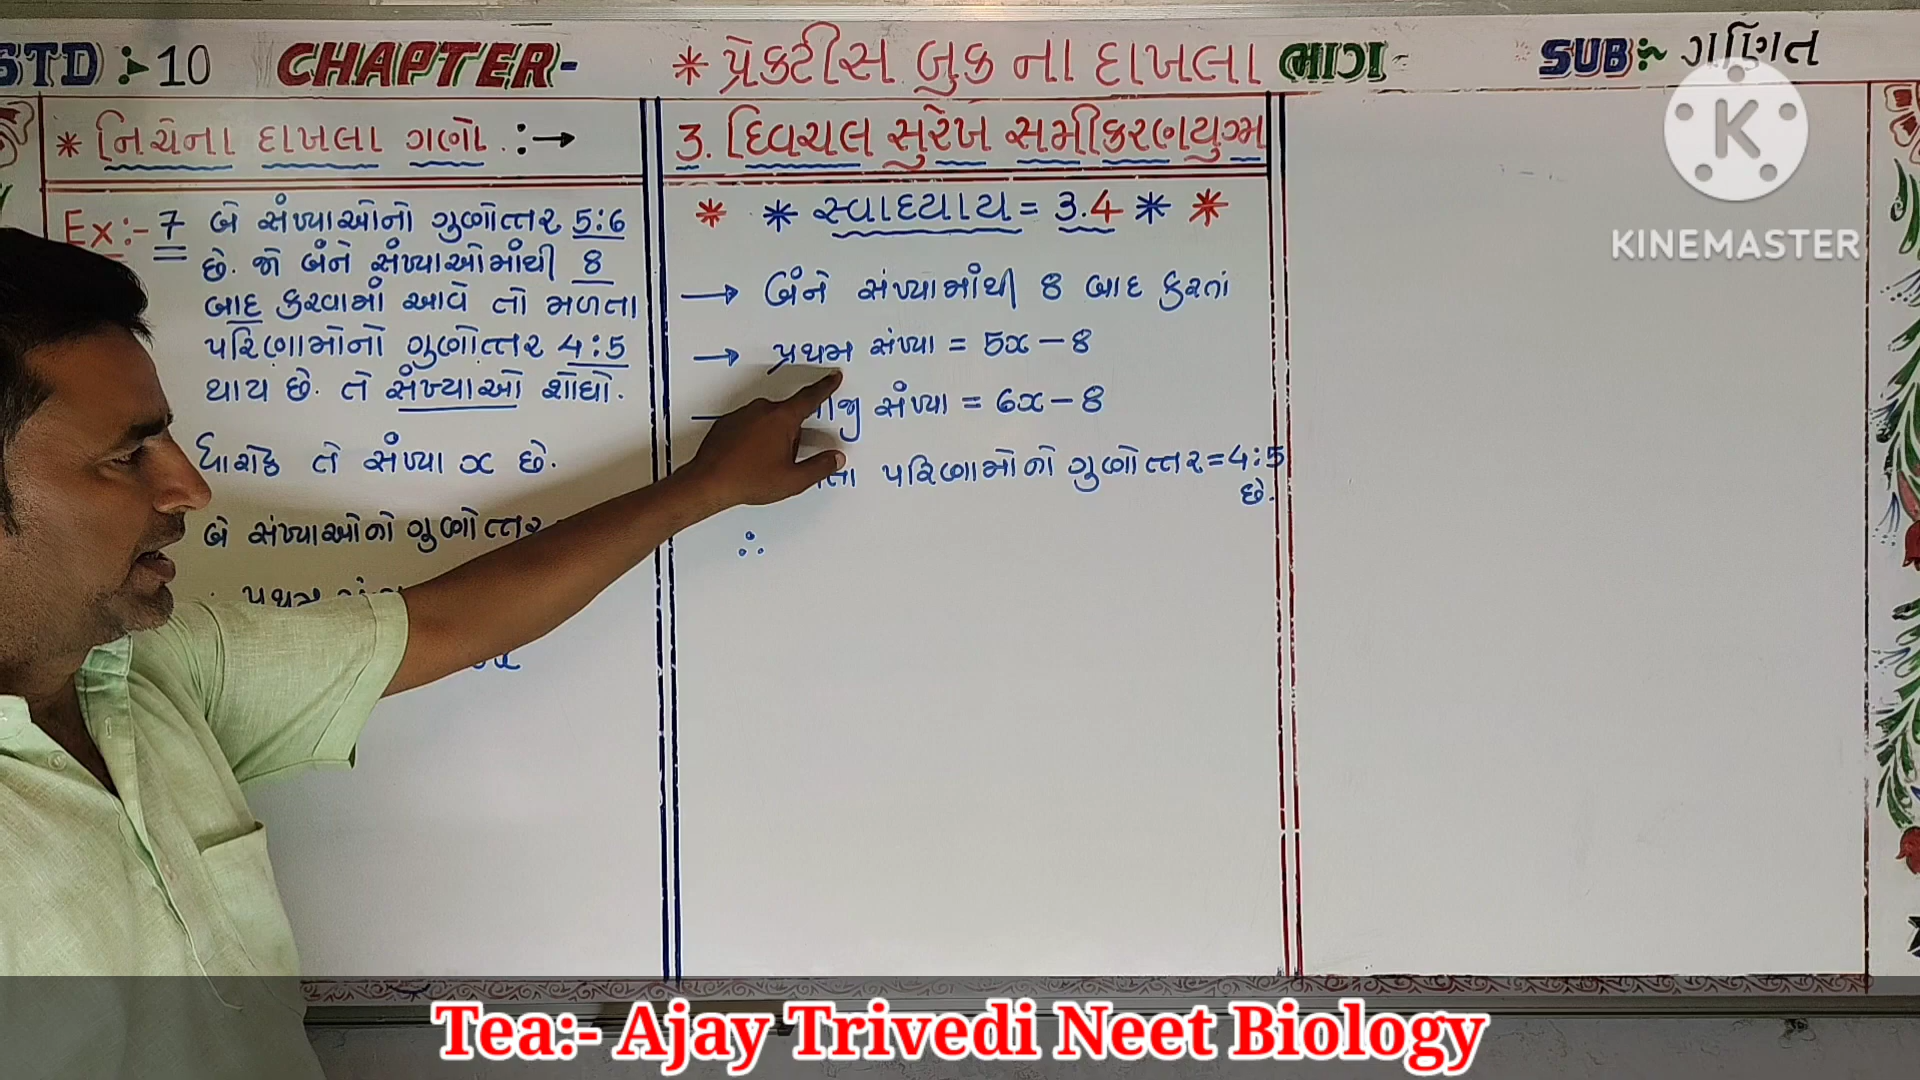 STD :- 10 CHAPTER- * પ્રેકટીસ બુક ના દાખલા ભાગ - SUB:~ ગણિત
* નિચેના દાખલા ગણો. :→
Ex:- 7 બે સંખ્યાઓનો ગુણોત્તર 5:6
છે. જો બંને સંખ્યાઓમાંથી 8
બાદ કરવામાં આવે તો મળતા
પરિણામોનો ગુણોત્તર 4:5
થાય છે. તે સંખ્યાઓ શોધો.
ધારોકે તે સંખ્યા x છે.
બે સંખ્યાઓનો ગુણોત્તર
પ્રથમ
3. દ્વિચલ સુરેખ સમીકરણયુગ્મ
* * સ્વાધ્યાય = 3.4 * *
→ બંને સંખ્યામાંથી 8 બાદ કરતાં
→ પ્રથમ સંખ્યા = 5x – 8
સંખ્યા = 6x – 8
પરિણામોનો ગુણોત્તર = 4:5
છે.
∴
K
KINEMASTER
Tea:- Ajay Trivedi Neet Biology